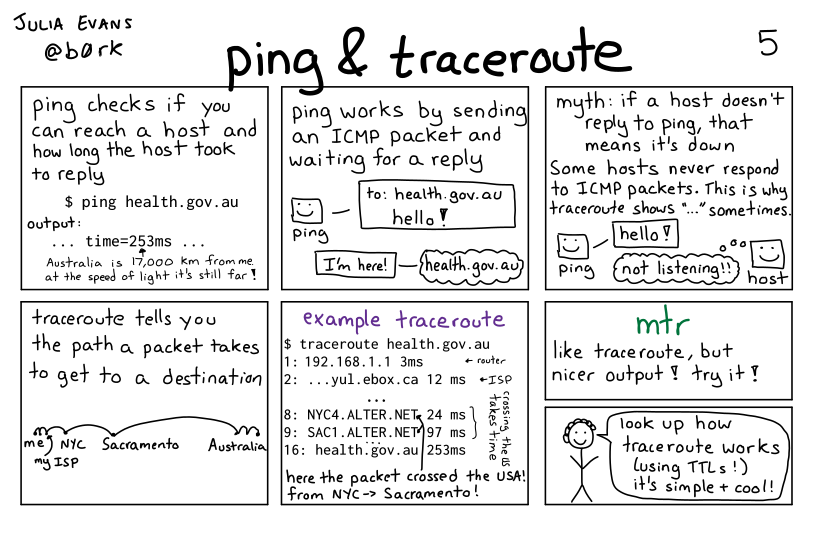 JULIA EVANS
@b0rk
ping & traceroute
5
ping checks if you
can reach a host and
how long the host took
to reply
$ ping health.gov.au
output:
... time=253ms ...
Australia is 17,000 km from me.
at the speed of light it's still far!
ping works by sending
an ICMP packet and
waiting for a reply
to: health.gov.au
hello!
ping
I'm here!
health.gov.au
myth: if a host doesn't
reply to ping, that
means it's down
Some hosts never respond
to ICMP packets. This is why
traceroute shows "..." sometimes.
hello!
ping
not listening!!
host
traceroute tells you
the path a packet takes
to get to a destination
me
NYC
Sacramento
Australia
my ISP
example traceroute
$ traceroute health.gov.au
1: 192.168.1.1 3ms ← router
2: ...yul.ebox.ca 12 ms ← ISP
...
8: NYC4.ALTER.NET 24 ms
9: SAC1.ALTER.NET 97 ms
...
16: health.gov.au 253ms
crossing the US
takes time
here the packet crossed the USA!
from NYC -> Sacramento!
mtr
like traceroute, but
nicer output! try it!
look up how
traceroute works
(using TTLs!)
it's simple + cool!